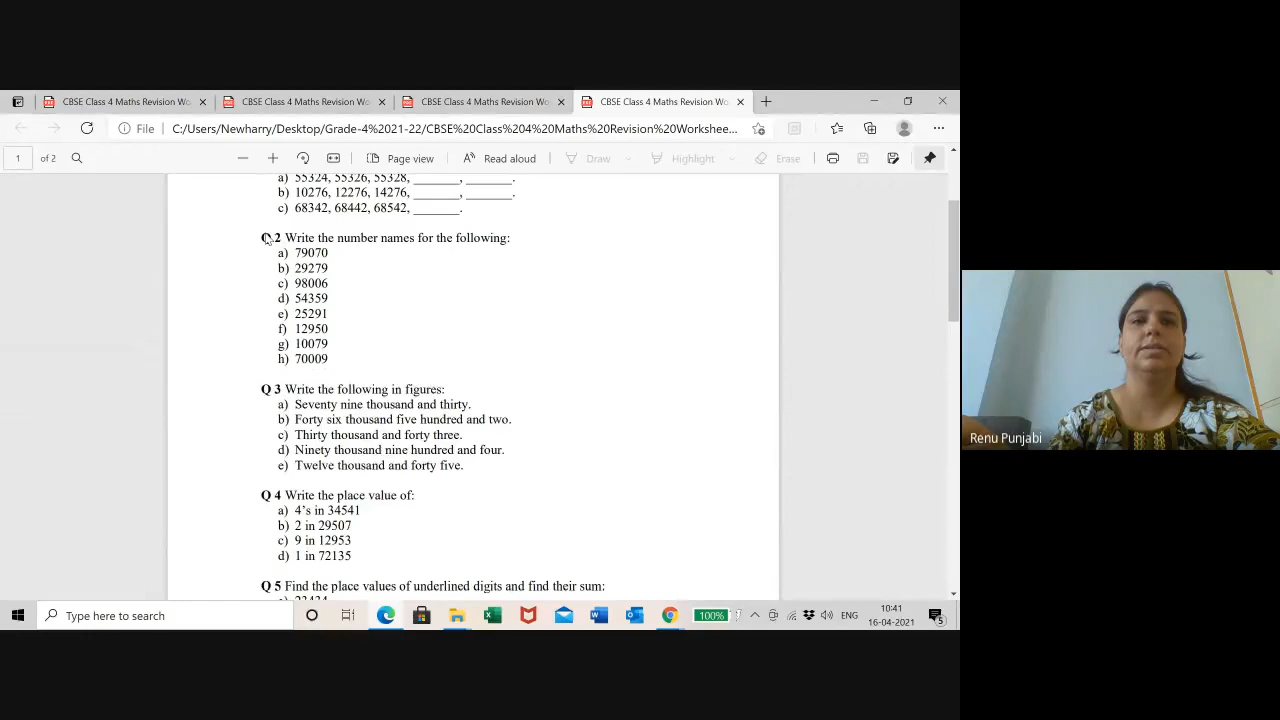 CBSE Class 4 Maths Revision Wo
CBSE Class 4 Maths Revision Wo
CBSE Class 4 Maths Revision Wo
CBSE Class 4 Maths Revision Wo
File
C:/Users/Newharry/Desktop/Grade-4%2021-22/CBSE%20Class%204%20Maths%20Revision%20Workshee...
1 of 2
Page view
Read aloud
Draw
Highlight
Erase
a) 55324, 55326, 55328, _______, _______.
b) 10276, 12276, 14276, _______, _______.
c) 68342, 68442, 68542, _______.
Q 2 Write the number names for the following:
a) 79070
b) 29279
c) 98006
d) 54359
e) 25291
f) 12950
g) 10079
h) 70009
Q 3 Write the following in figures:
a) Seventy nine thousand and thirty.
b) Forty six thousand five hundred and two.
c) Thirty thousand and forty three.
d) Ninety thousand nine hundred and four.
e) Twelve thousand and forty five.
Q 4 Write the place value of:
a) 4's in 34541
b) 2 in 29507
c) 9 in 12953
d) 1 in 72135
Q 5 Find the place values of underlined digits and find their sum:
Renu Punjabi
Type here to search
100%
ENG
10:41
16-04-2021
5